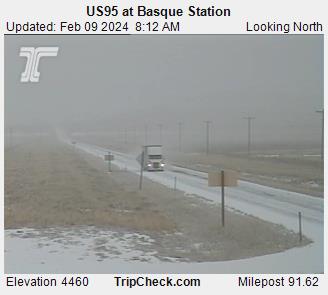 US95 at Basque Station
Updated: Feb 09 2024 8:12 AM Looking North
Elevation 4460 TripCheck.com Milepost 91.62